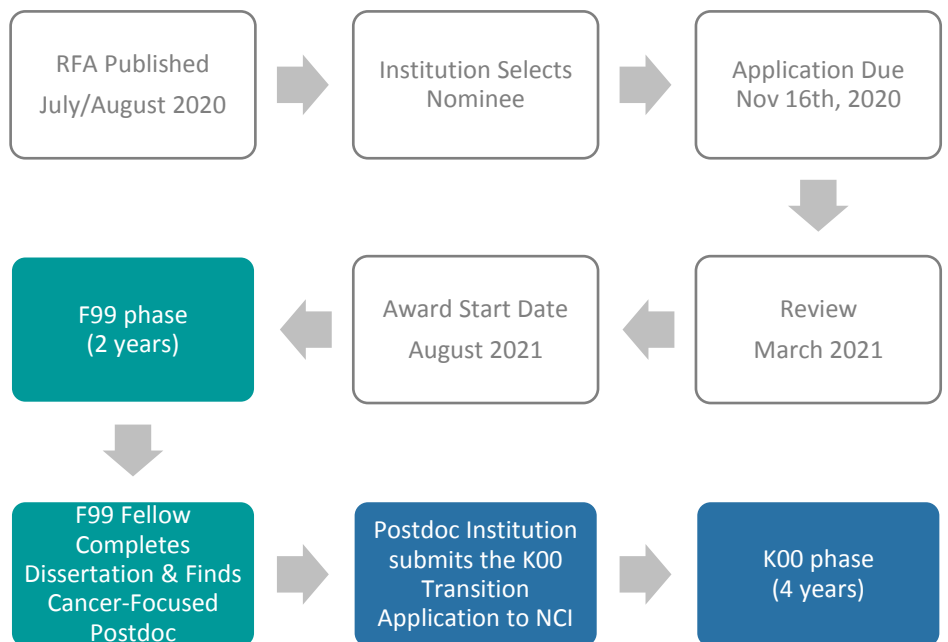 RFA Published
July/August 2020
Institution Selects
Nominee
Application Due
Nov 16th, 2020
Review
March 2021
Award Start Date
August 2021
F99 phase
(2 years)
F99 Fellow
Completes
Dissertation & Finds
Cancer-Focused
Postdoc
Postdoc Institution
submits the K00
Transition
Application to NCI
K00 phase
(4 years)